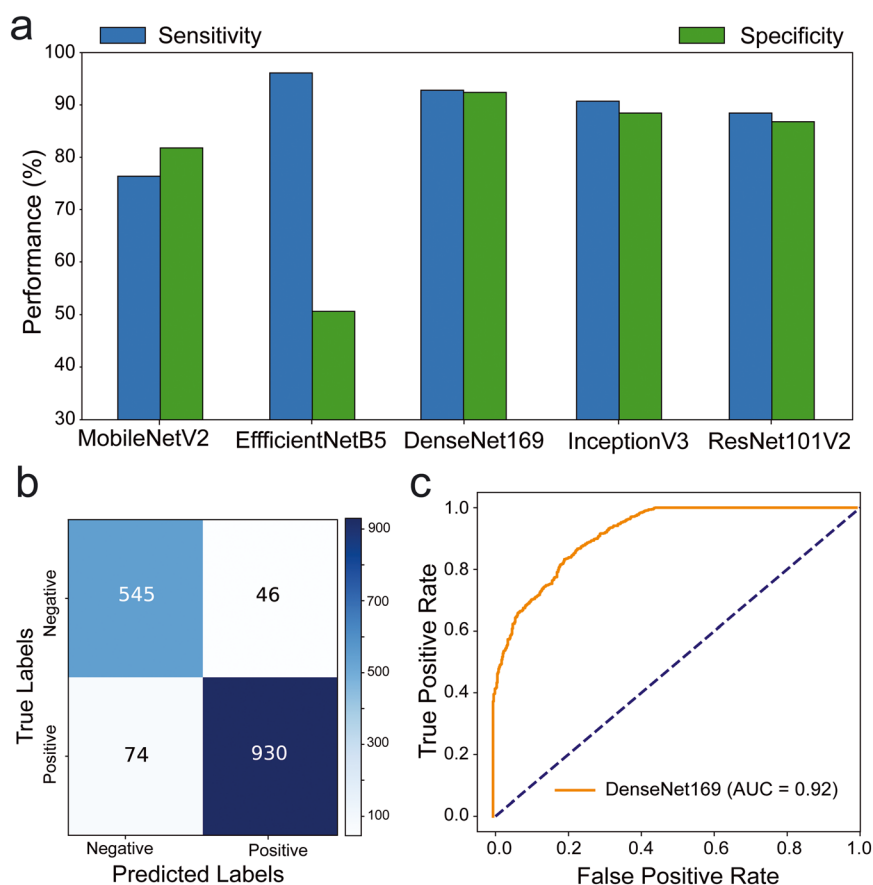 a
Sensitivity
Specificity
Performance (%)
100
90
80
70
60
50
40
30
MobileNetV2
EffficientNetB5
DenseNet169
InceptionV3
ResNet101V2
b
True Labels
Negative
Positive
545
46
74
930
900
700
500
300
100
Negative
Positive
Predicted Labels
c
True Positive Rate
1.0
0.8
0.6
0.4
0.2
0.0
DenseNet169 (AUC = 0.92)
0.0
0.2
0.4
0.6
0.8
1.0
False Positive Rate